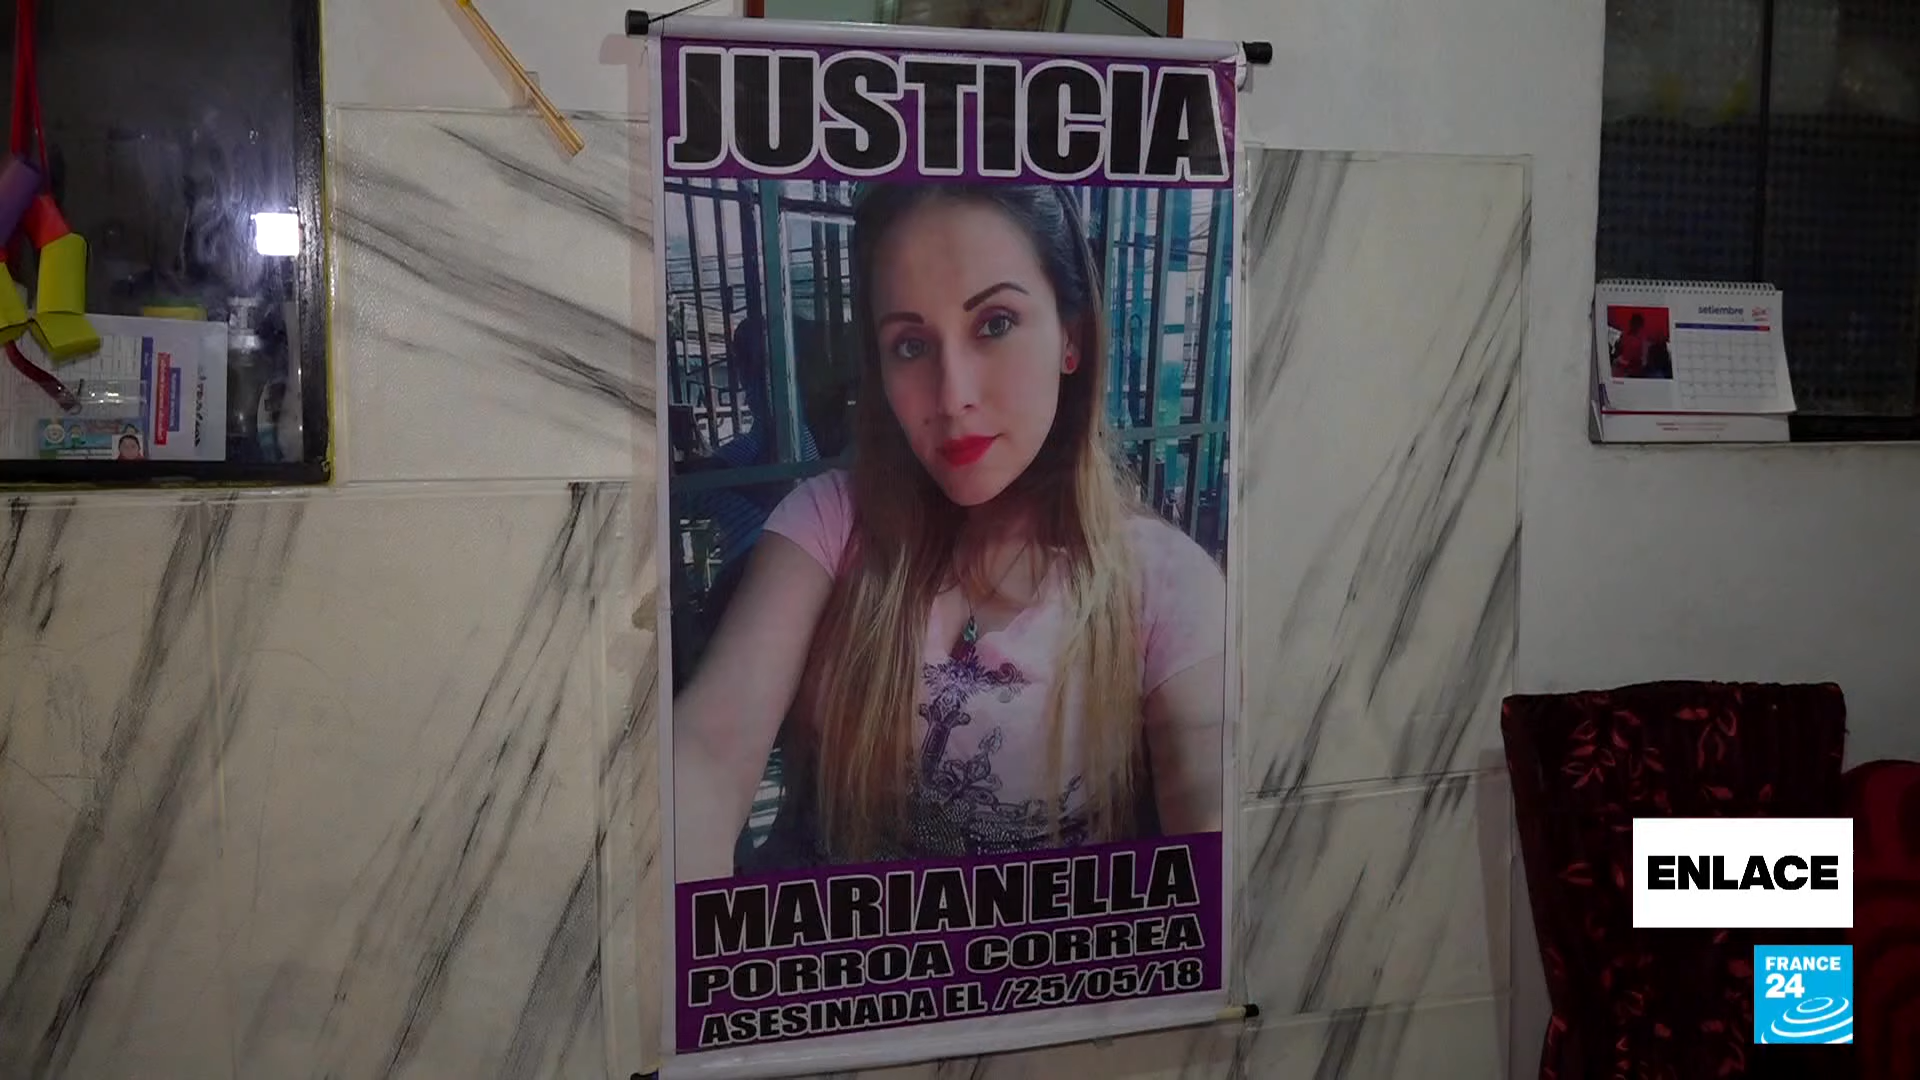 JUSTICIA
MARIANELLA
PORROA CORREA
ASESINADA EL /25/05/18
setiembre
ENLACE
FRANCE
24